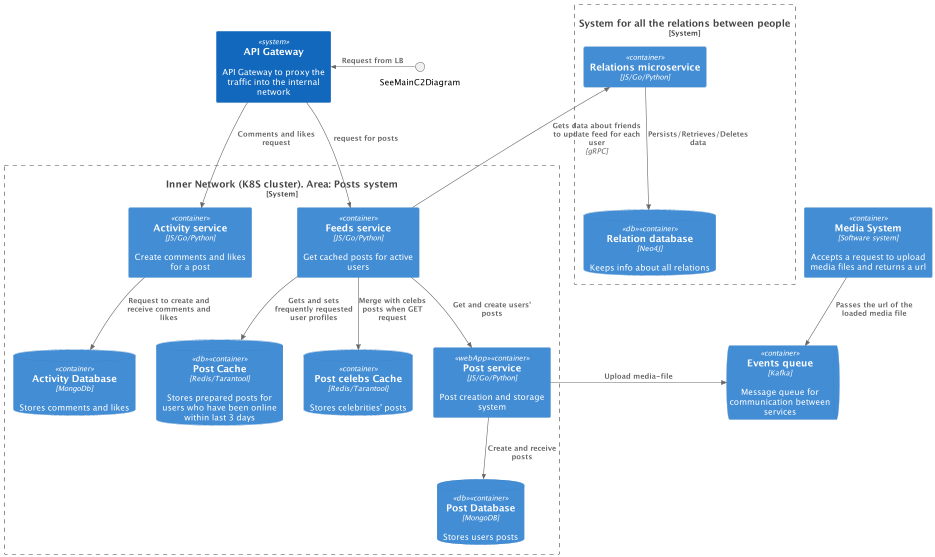 System for all the relations between people
[System]
«system»
API Gateway
API Gateway to proxy the
traffic into the internal
network
Request from LB
SeeMainC2Diagram
«container»
Relations microservice
[JS/Go/Python]
Comments and likes
request
request for posts
Gets data about friends
to update feed for each
user
[gRPC]
Persists/Retrieves/Deletes
data
Inner Network (K8S cluster). Area: Posts system
[System]
«container»
Activity service
[JS/Go/Python]
Create comments and likes
for a post
«container»
Feeds service
[JS/Go/Python]
Get cached posts for active
users
«db»«container»
Relation database
[Neo4J]
Keeps info about all relations
«container»
Media System
[Software system]
Accepts a request to upload
media files and returns a url
Request to create and
receive comments and
likes
Gets and sets
frequently requested
user profiles
Merge with celebs
posts when GET
request
Get and create users'
posts
Passes the url of the
loaded media file
«container»
Activity Database
[MongoDb]
Stores comments and likes
«db»«container»
Post Cache
[Redis/Tarantool]
Stores prepared posts for
users who have been online
within last 3 days
«container»
Post celebs Cache
[Redis/Tarantool]
Stores celebrities' posts
«webApp»«container»
Post service
[JS/Go/Python]
Post creation and storage
system
Upload media-file
«container»
Events queue
[Kafka]
Message queue for
communication between
services
Create and receive
posts
«db»«container»
Post Database
[MongoDB]
Stores users posts